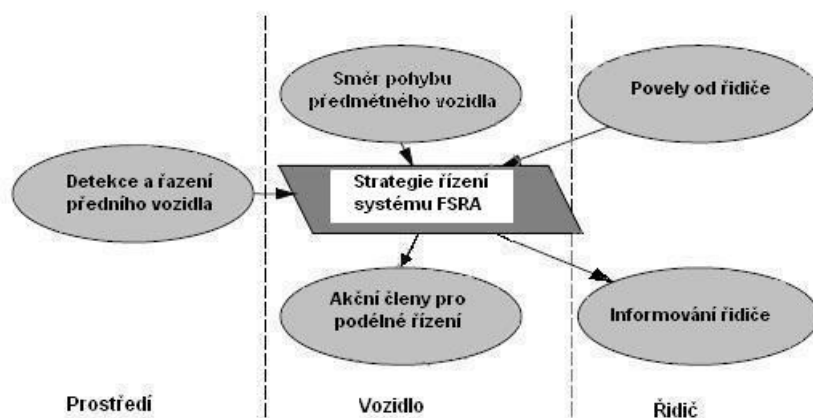 Směr pohybu
předmětného vozidla
Povely od řidiče
Detekce a řazení
předního vozidla
Strategie řízení
systému FSRA
Akční členy pro
podélné řízení
Informování řidiče
Prostředí
Vozidlo
Řidič